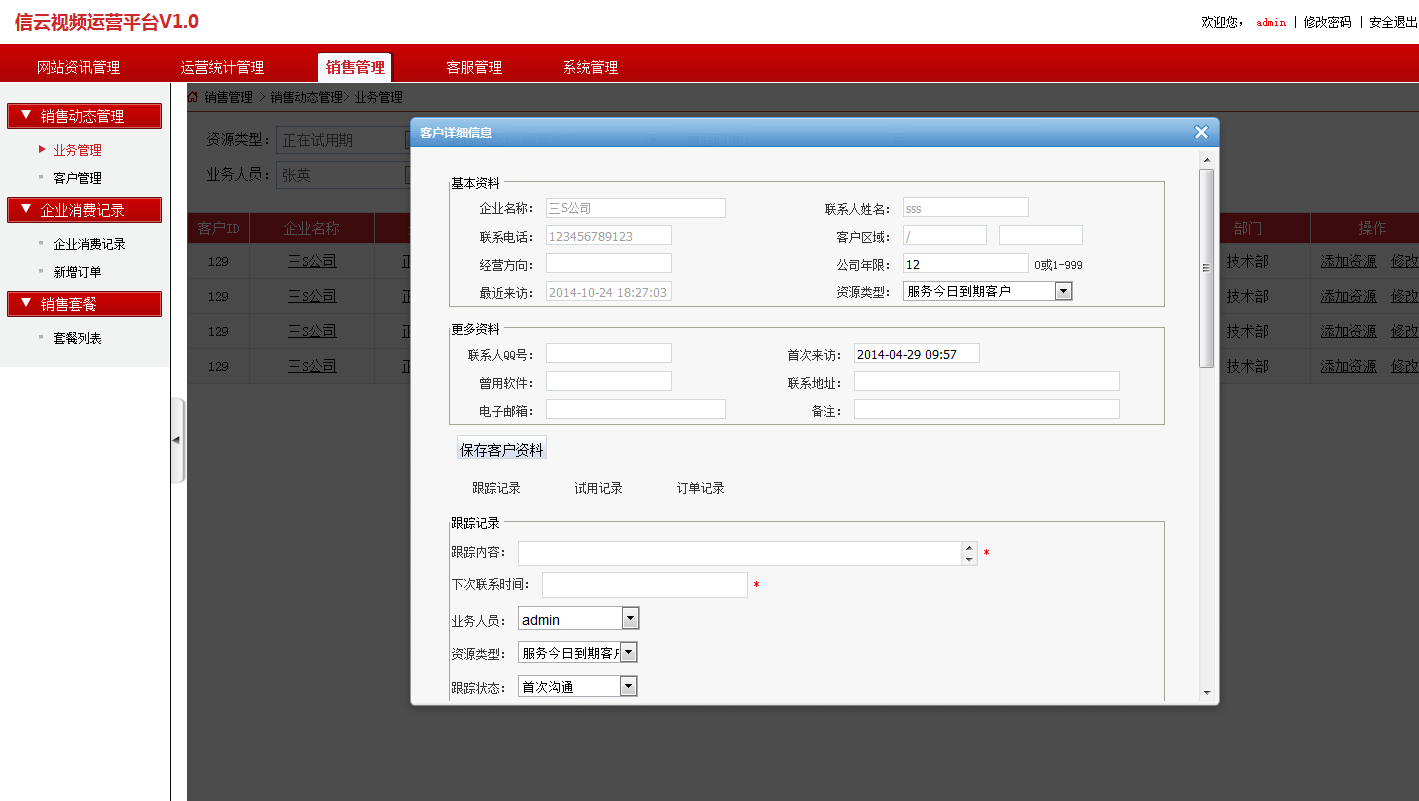 信云视频运营平台V1.0
欢迎您， admin | 修改密码 | 安全退出
网站资讯管理 运营统计管理 销售管理 客服管理 系统管理
销售动态管理
业务管理
客户管理
企业消费记录
企业消费记录
新增订单
销售套餐
套餐列表
销售管理 > 销售动态管理> 业务管理
资源类型： 正在试用期
业务人员： 张英
客户ID 企业名称 部门 操作
129 三S公司 技术部 添加资源 修改
129 三S公司 技术部 添加资源 修改
129 三S公司 技术部 添加资源 修改
129 三S公司 技术部 添加资源 修改
客户详细信息
基本资料
企业名称： 三S公司 联系人姓名： sss
联系电话： 123456789123 客户区域： /
经营方向： 公司年限： 12 0或1-999
最近来访： 2014-10-24 18:27:03 资源类型： 服务今日到期客户
更多资料
联系人QQ号： 首次来访： 2014-04-29 09:57
曾用软件： 联系地址：
电子邮箱： 备注：
保存客户资料
跟踪记录 试用记录 订单记录
跟踪记录
跟踪内容： *
下次联系时间： *
业务人员： admin
资源类型： 服务今日到期客
跟踪状态： 首次沟通